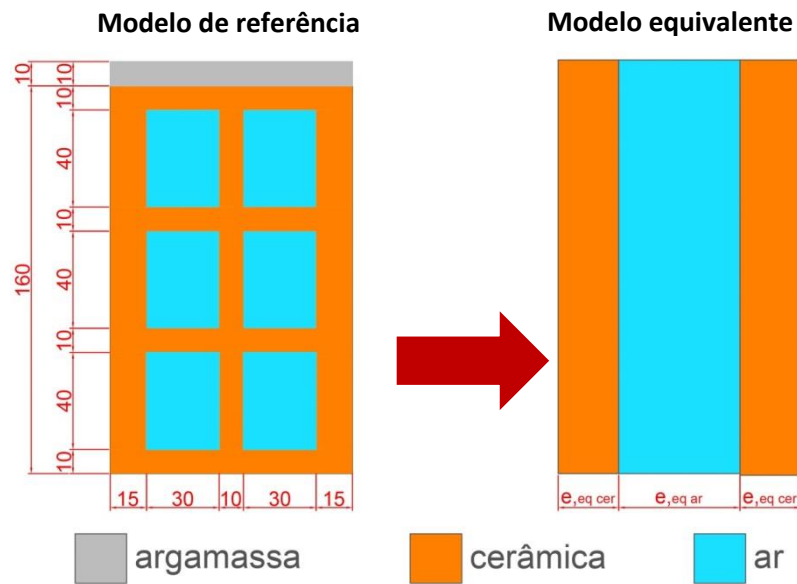 Modelo de referência
Modelo equivalente
10
10
10
40
10
160
40
10
40
10
15 30 10 30 15
e,eq cer e,eq ar e,eq cer
argamassa
cerâmica
ar